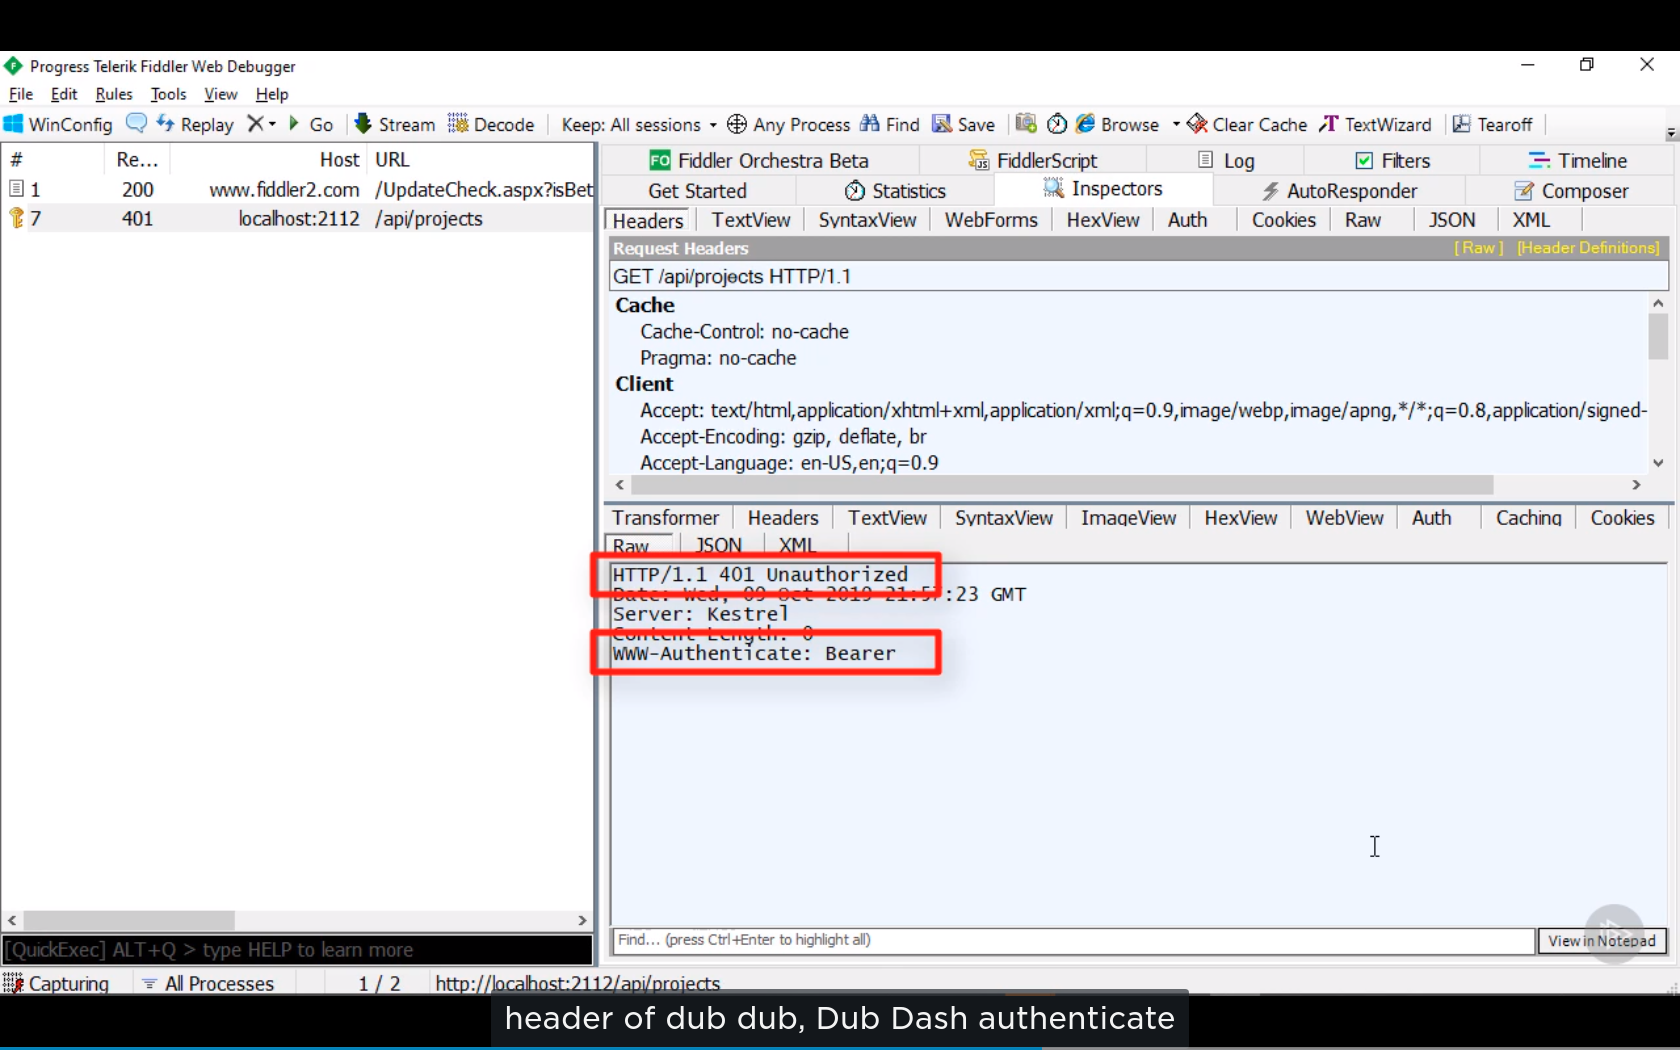 Progress Telerik Fiddler Web Debugger
File Edit Rules Tools View Help
WinConfig Replay Go Stream Decode Keep: All sessions Any Process Find Save Browse Clear Cache TextWizard Tearoff
# Re... Host URL
1 200 www.fiddler2.com /UpdateCheck.aspx?isBet
7 401 localhost:2112 /api/projects
FO Fiddler Orchestra Beta FiddlerScript Log Filters Timeline
Get Started Statistics Inspectors AutoResponder Composer
Headers TextView SyntaxView WebForms HexView Auth Cookies Raw JSON XML
Request Headers [ Raw ] [Header Definitions]
GET /api/projects HTTP/1.1
Cache
Cache-Control: no-cache
Pragma: no-cache
Client
Accept: text/html,application/xhtml+xml,application/xml;q=0.9,image/webp,image/apng,*/*;q=0.8,application/signed-
Accept-Encoding: gzip, deflate, br
Accept-Language: en-US,en;q=0.9
Transformer Headers TextView SyntaxView ImageView HexView WebView Auth Caching Cookies
Raw JSON XML
HTTP/1.1 401 Unauthorized
Date: Wed, 09 Oct 2019 21:57:23 GMT
Server: Kestrel
Content-Length: 0
WWW-Authenticate: Bearer
Find... (press Ctrl+Enter to highlight all) View in Notepad
[QuickExec] ALT+Q > type HELP to learn more
Capturing All Processes 1 / 2 http://localhost:2112/api/projects
header of dub dub, Dub Dash authenticate